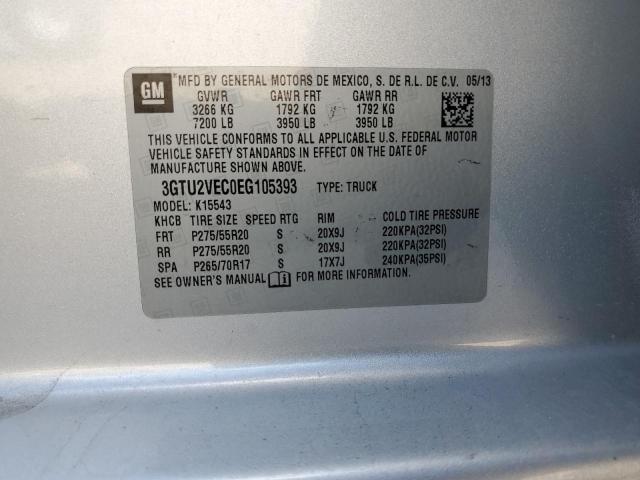 GM
MFD BY GENERAL MOTORS DE MEXICO, S. DE R.L. DE C.V. 05/13
GVWR GAWR FRT GAWR RR
3266 KG 1792 KG 1792 KG
7200 LB 3950 LB 3950 LB
THIS VEHICLE CONFORMS TO ALL APPLICABLE U.S. FEDERAL MOTOR
VEHICLE SAFETY STANDARDS IN EFFECT ON THE DATE OF
MANUFACTURE SHOWN ABOVE.
3GTU2VEC0EG105393 TYPE: TRUCK
MODEL: K15543
KHCB TIRE SIZE SPEED RTG RIM COLD TIRE PRESSURE
FRT P275/55R20 S 20X9J 220KPA(32PSI)
RR P275/55R20 S 20X9J 220KPA(32PSI)
SPA P265/70R17 S 17X7J 240KPA(35PSI)
SEE OWNER'S MANUAL i FOR MORE INFORMATION.